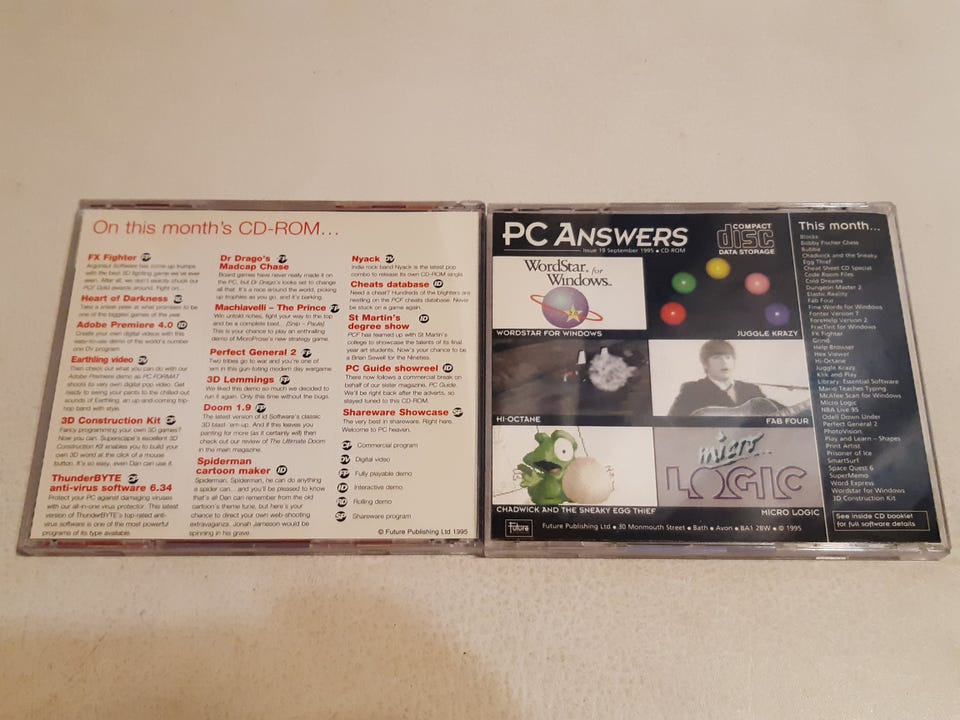 On this month's CD-ROM...
FX Fighter FP
Argonaut Software has come up trumps
with the best 3D fighting game we've ever
seen. After all, we don't exactly chuck our
PCF Gold awards around. Fight on.
Heart of Darkness
Take a sneak peek at what promises to be
one of the biggest games of the year.
Adobe Premiere 4.0 ID
Create your own digital videos with this
easy-to-use demo of the world's number
one DV program.
Earthling video DV
Then check out what you can do with the
Adobe Premiere demo as PC FORMAT
shoots its very own digital pop video. Get
ready to swing your pants to the chilled-out
sounds of Earthling, an up-and-coming trip-
hop band with style.
3D Construction Kit CP
Fancy programming your own 3D games?
Now you can. Superscape's excellent 3D
Construction Kit enables you to build your
own 3D world at the click of a mouse
button. It's so easy, even Dan can use it.
ThunderBYTE
anti-virus software 6.34
Protect your PC against damaging viruses
with our all-in-one virus protector. This latest
version of ThunderBYTE's top-rated anti-
virus software is one of the most powerful
programs of its type available.
Dr Drago's FP
Madcap Chase
Board games have never really made it on
the PC, but Dr Drago's looks set to change
all that. It's a race around the world, picking
up trophies as you go, and it's barking.
Machiavelli – The Prince FP
Win untold riches, fight your way to the top
and be a complete bast... [Snip – Paula]
This is your chance to play an enthralling
demo of MicroProse's new strategy game.
Perfect General 2 FP
Two tribes go to war and you're one of
'em in this gun-toting modern day wargame.
3D Lemmings FP
We liked this demo so much we decided to
run it again. Only this time without the bugs.
Doom 1.9 FP
The latest version of id Software's classic
3D blast-'em-up. And if it leaves you
panting for more (as it certainly will) then
check out our review of The Ultimate Doom
in the main magazine.
Spiderman
cartoon maker ID
Spiderman, Spiderman, he can do anything
a spider can... and you'll be pleased to know
that's all Dan can remember from the old
cartoon's theme tune, but here's your
chance to direct your own web-shooting
extravaganza. Jonah Jameson would be
spinning in his grave.
Nyack DV
Indie rock band Nyack is the latest pop
combo to release its own CD-ROM single.
Cheats database ID
Need a cheat? Hundreds of the blighters are
nestling on the PCF cheats database. Never
be stuck on a game again.
St Martin's ID
degree show
PCF has teamed up with St Martin's
college to showcase the talents of its final
year art students. Now's your chance to be
a Brian Sewell for the Nineties.
PC Guide showreel ID
There now follows a commercial break on
behalf of our sister magazine, PC Guide.
We'll be right back after the adverts, so
stayed tuned to this CD-ROM.
Shareware Showcase SP
The very best in shareware. Right here.
Welcome to PC heaven.
CP Commercial program
DV Digital video
FP Fully playable demo
ID Interactive demo
RD Rolling demo
SP Shareware program
© Future Publishing Ltd 1995
PC ANSWERS
Issue 19 September 1995 • CD-ROM
COMPACT
disc
DATA STORAGE
WordStar for
Windows
WORDSTAR FOR WINDOWS
JUGGLE KRAZY
HI-OCTANE
FAB FOUR
micro...
LOGIC
CHADWICK AND THE SNEAKY EGG THIEF
MICRO LOGIC
Future
PUBLISHING
Future Publishing Ltd • 30 Monmouth Street • Bath • Avon • BA1 2BW • © 1995
This month...
Blocks
Bobby Fischer Chess
Bubble
Chadwick and the Sneaky
Egg Thief
Cheat Sheet CD Special
Code Room Files
Cold Dreams
Dungeon Master 2
Elastic Reality
Fab Four
Fine Words for Windows
Fonter Version 7
ForeHelp Version 2
FracTint for Windows
FX Fighter
Grind
Help Browser
Hex Viewer
Hi-Octane
Juggle Krazy
Klik and Play
Library: Essential Software
Mario Teaches Typing
McAfee Scan for Windows
Micro Logic
NBA Live 95
Odell Down Under
Perfect General 2
PhotoVision
Play and Learn – Shapes
Print Artist
Prisoner of Ice
SmartSurf
Space Quest 6
SuperMemo
Word Express
Wordstar for Windows
3D Construction Kit
See inside CD booklet
for full software details